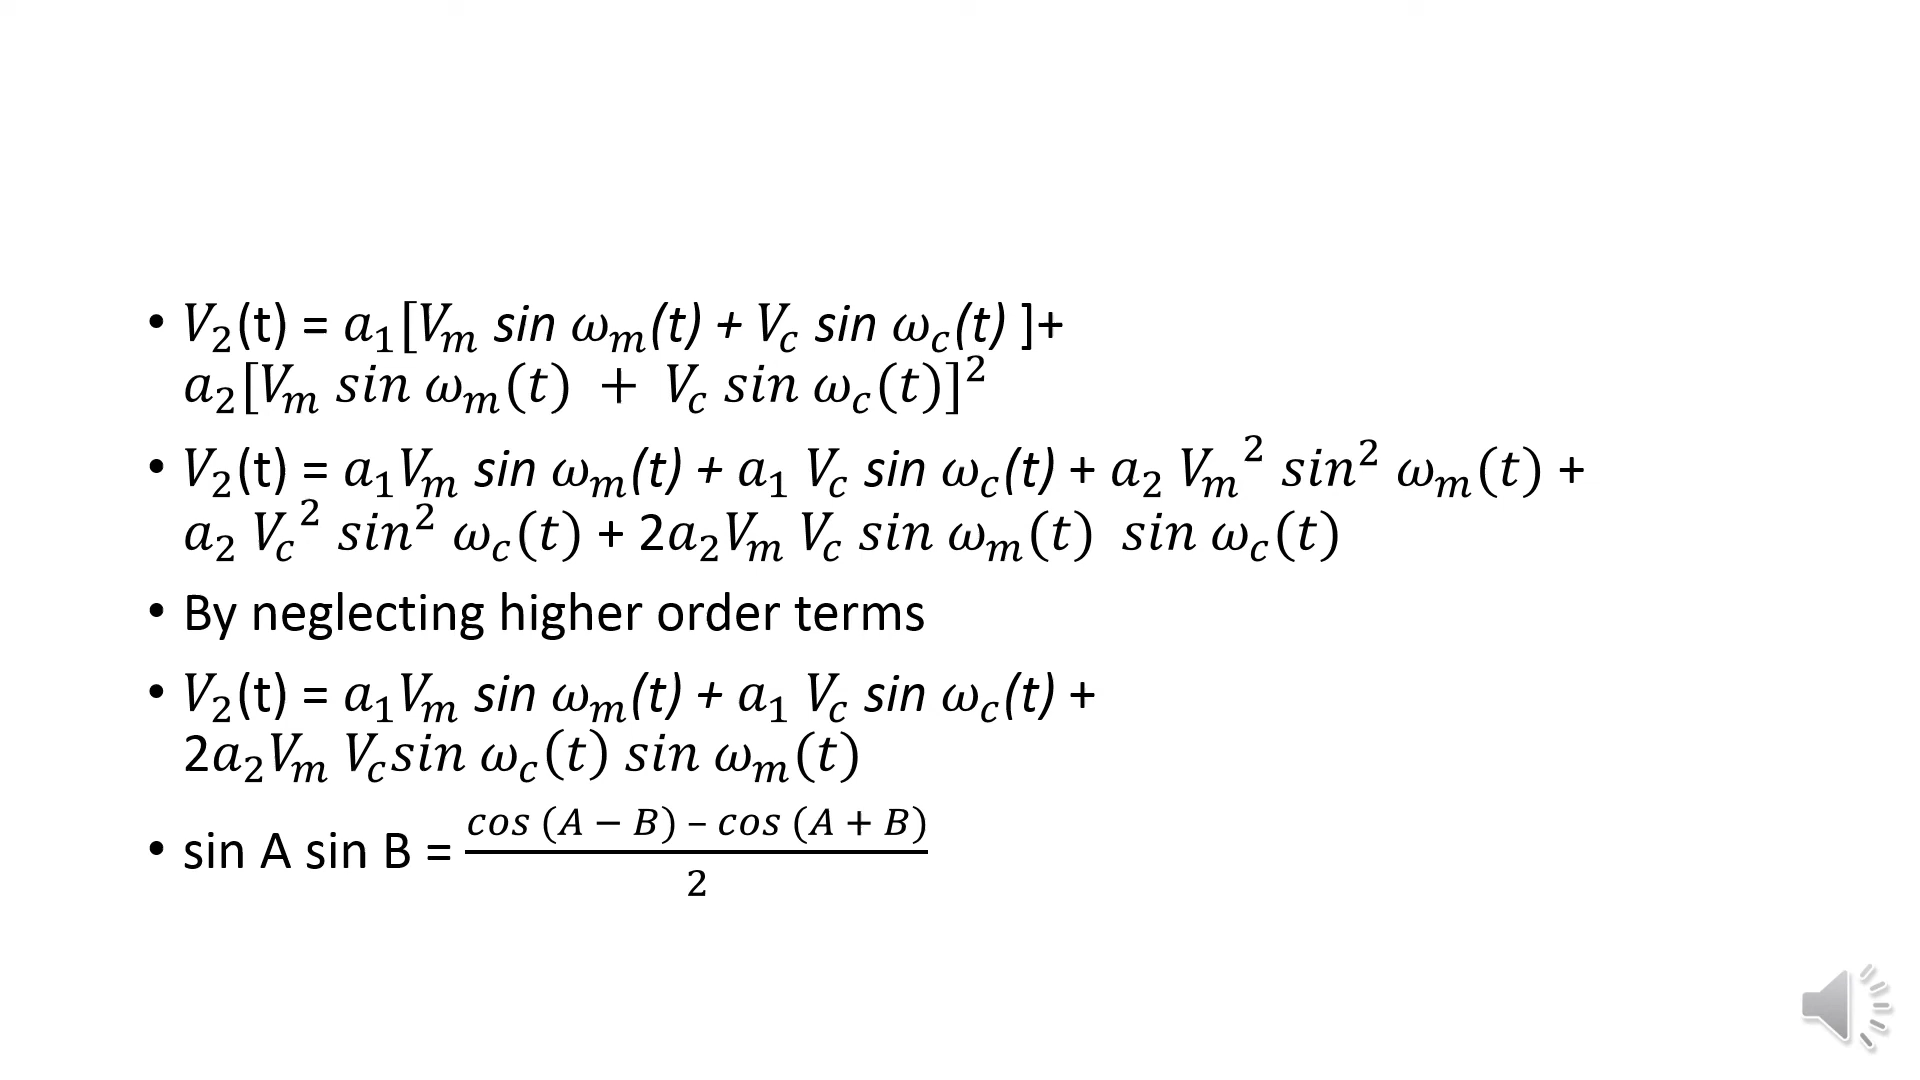 • 𝑉₂(t) = 𝑎₁[𝑉ₘ sin 𝜔ₘ(t) + 𝑉_𝑐 sin 𝜔_𝑐(t) ]+
𝑎₂[𝑉ₘ 𝑠𝑖𝑛 𝜔ₘ(𝑡) + 𝑉_𝑐 𝑠𝑖𝑛 𝜔_𝑐(𝑡)]²
• 𝑉₂(t) = 𝑎₁𝑉ₘ sin 𝜔ₘ(t) + 𝑎₁ 𝑉_𝑐 sin 𝜔_𝑐(t) + 𝑎₂ 𝑉ₘ² 𝑠𝑖𝑛² 𝜔ₘ(𝑡) +
𝑎₂ 𝑉_𝑐² 𝑠𝑖𝑛² 𝜔_𝑐(𝑡) + 2𝑎₂𝑉ₘ 𝑉_𝑐 𝑠𝑖𝑛 𝜔ₘ(𝑡) 𝑠𝑖𝑛 𝜔_𝑐(𝑡)
• By neglecting higher order terms
• 𝑉₂(t) = 𝑎₁𝑉ₘ sin 𝜔ₘ(t) + 𝑎₁ 𝑉_𝑐 sin 𝜔_𝑐(t) +
2𝑎₂𝑉ₘ 𝑉_𝑐𝑠𝑖𝑛 𝜔_𝑐(𝑡) 𝑠𝑖𝑛 𝜔ₘ(𝑡)
• sin A sin B = \frac{𝑐𝑜𝑠 (𝐴 − 𝐵) – 𝑐𝑜𝑠 (𝐴 + 𝐵)}{2}